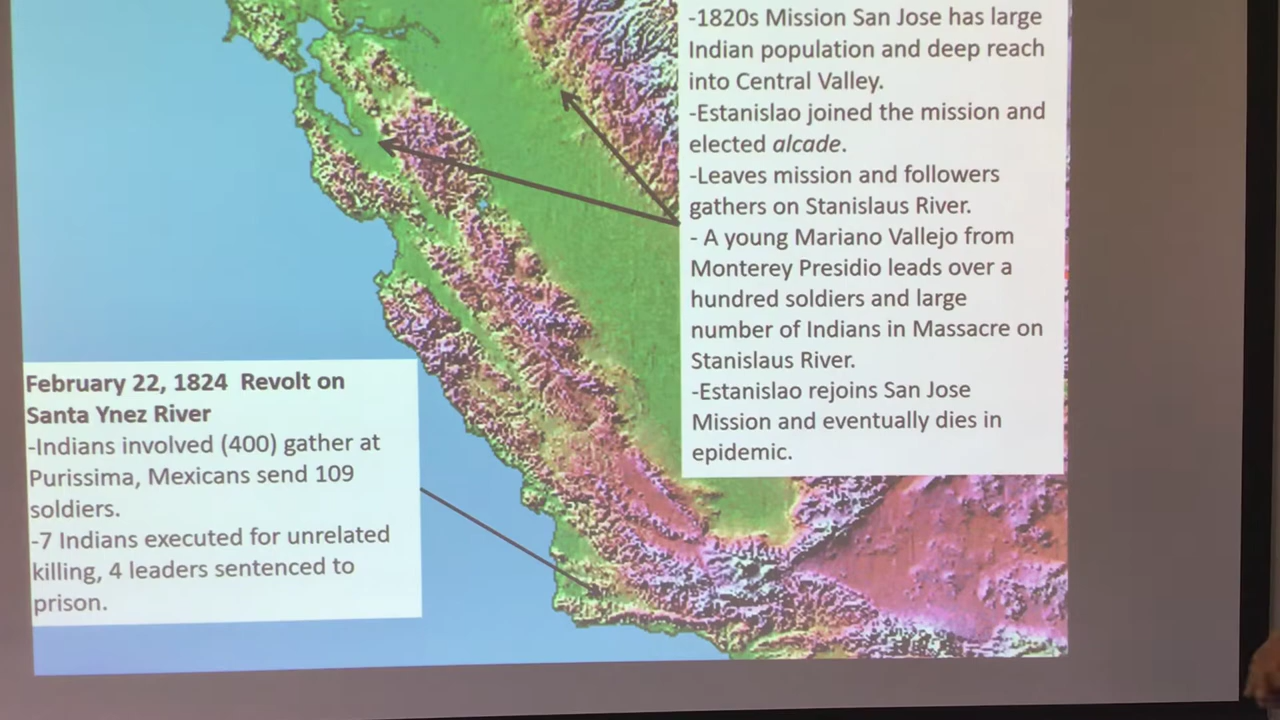 -1820s Mission San Jose has large
Indian population and deep reach
into Central Valley.
-Estanislao joined the mission and
elected alcade.
-Leaves mission and followers
gathers on Stanislaus River.
- A young Mariano Vallejo from
Monterey Presidio leads over a
hundred soldiers and large
number of Indians in Massacre on
Stanislaus River.
-Estanislao rejoins San Jose
Mission and eventually dies in
epidemic.
February 22, 1824 Revolt on
Santa Ynez River
-Indians involved (400) gather at
Purissima, Mexicans send 109
soldiers.
-7 Indians executed for unrelated
killing, 4 leaders sentenced to
prison.